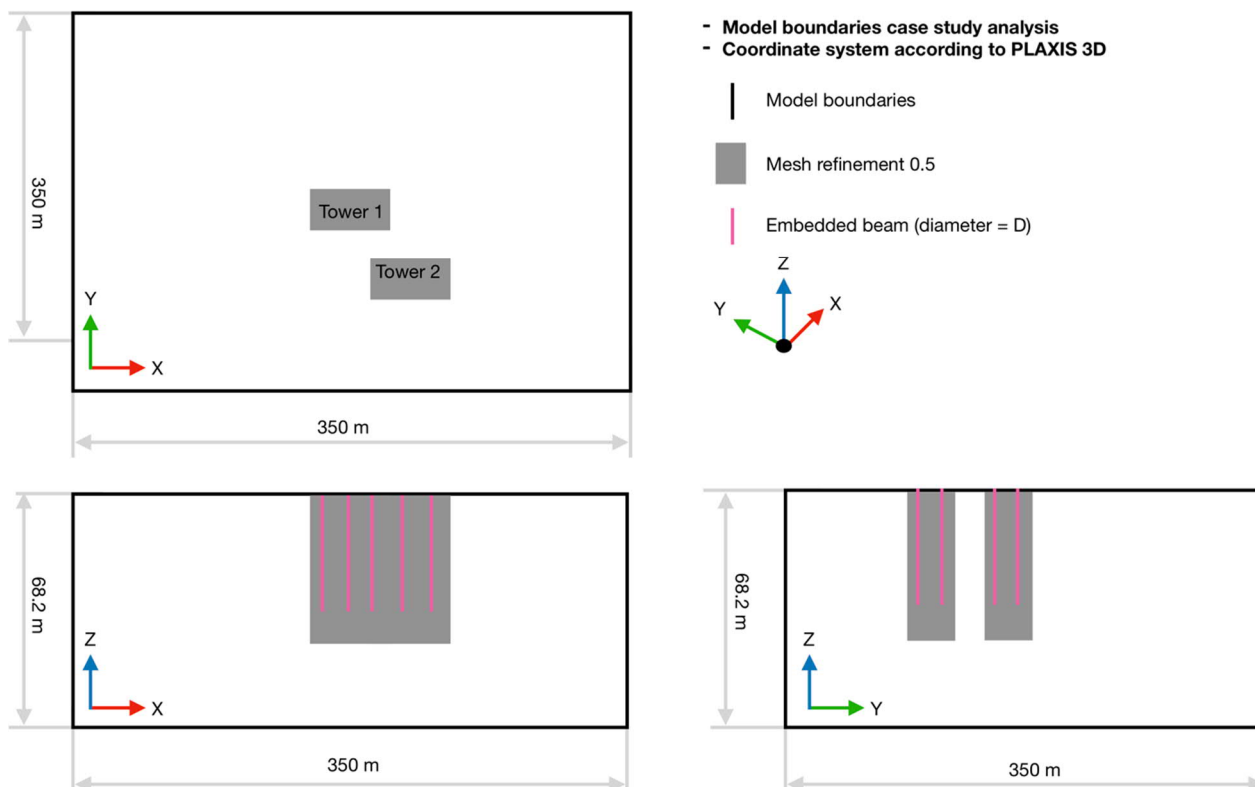 - Model boundaries case study analysis
- Coordinate system according to PLAXIS 3D
Model boundaries
Mesh refinement 0.5
Embedded beam (diameter = D)
Z
Y
X
350 m
Tower 1
Tower 2
Y
X
350 m
68.2 m
Z
X
350 m
68.2 m
Z
Y
350 m